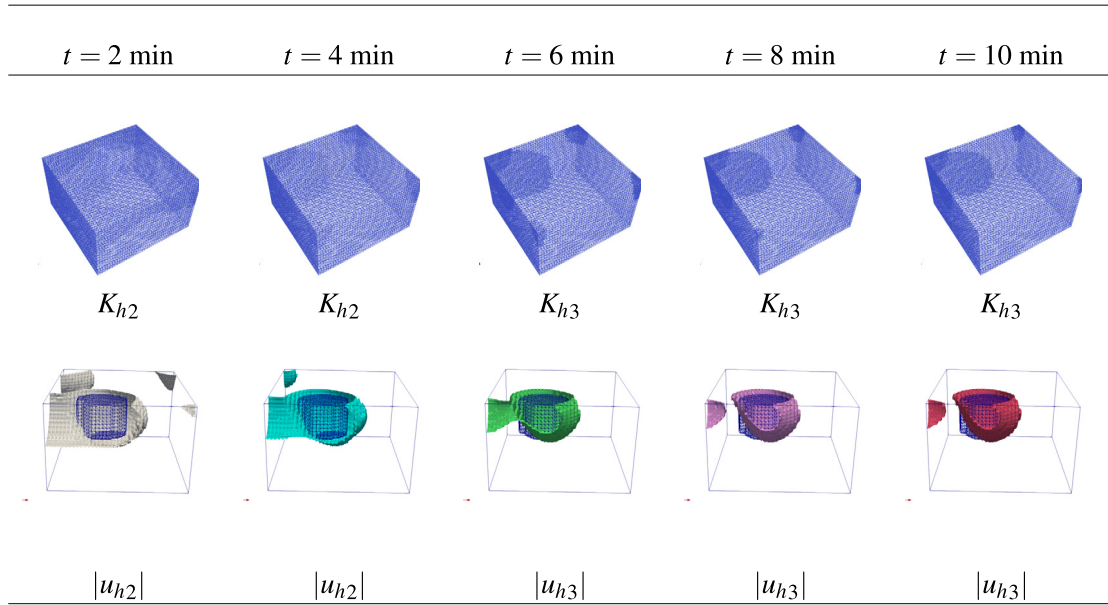 t = 2 min t = 4 min t = 6 min t = 8 min t = 10 min
K_{h2} K_{h2} K_{h3} K_{h3} K_{h3}
|u_{h2}| |u_{h2}| |u_{h3}| |u_{h3}| |u_{h3}|